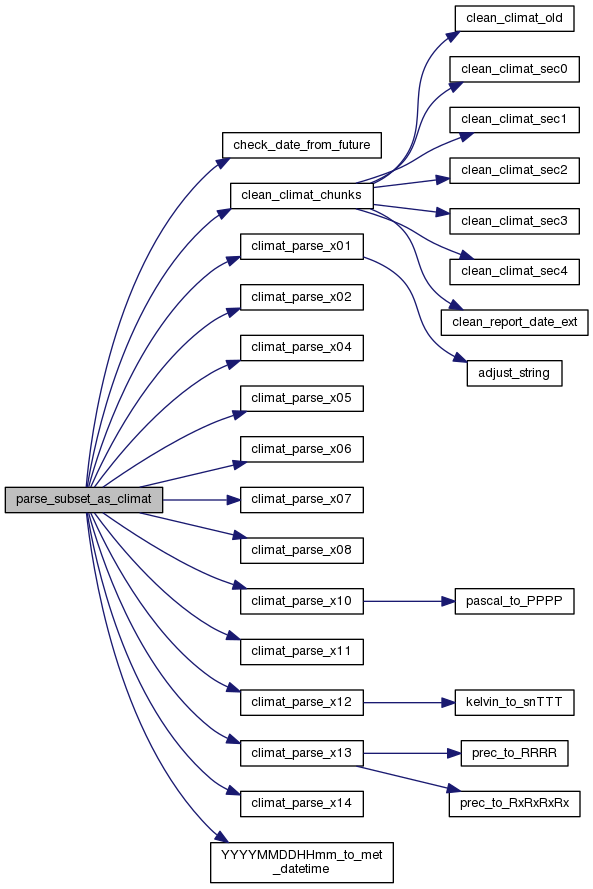 clean_climat_old
clean_climat_sec0
clean_climat_sec1
check_date_from_future
clean_climat_sec2
clean_climat_chunks
clean_climat_sec3
climat_parse_x01
clean_climat_sec4
climat_parse_x02
clean_report_date_ext
climat_parse_x04
adjust_string
climat_parse_x05
climat_parse_x06
parse_subset_as_climat
climat_parse_x07
climat_parse_x08
climat_parse_x10
pascal_to_PPPP
climat_parse_x11
climat_parse_x12
kelvin_to_snTTT
climat_parse_x13
prec_to_RRRR
climat_parse_x14
prec_to_RxRxRxRx
YYYYMMDDHHmm_to_met
_datetime